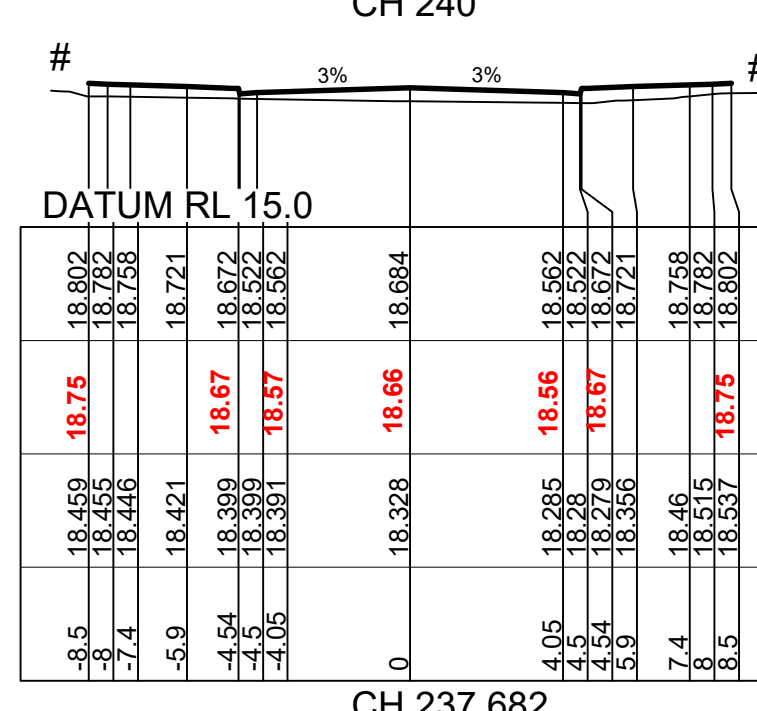 CH 240
#
3%
3%
#
DATUM RL 15.0
18.802 18.782 18.758 18.721 18.672 18.522 18.562 18.684 18.562 18.522 18.672 18.721 18.758 18.782 18.802
18.75 18.67 18.57 18.66 18.56 18.67 18.75
18.459 18.455 18.446 18.421 18.399 18.399 18.391 18.328 18.285 18.28 18.279 18.356 18.46 18.515 18.537
-8.5 -8 -7.4 -5.9 -4.54 -4.5 -4.05 0 4.05 4.5 4.54 5.9 7.4 8 8.5
CH 237.682